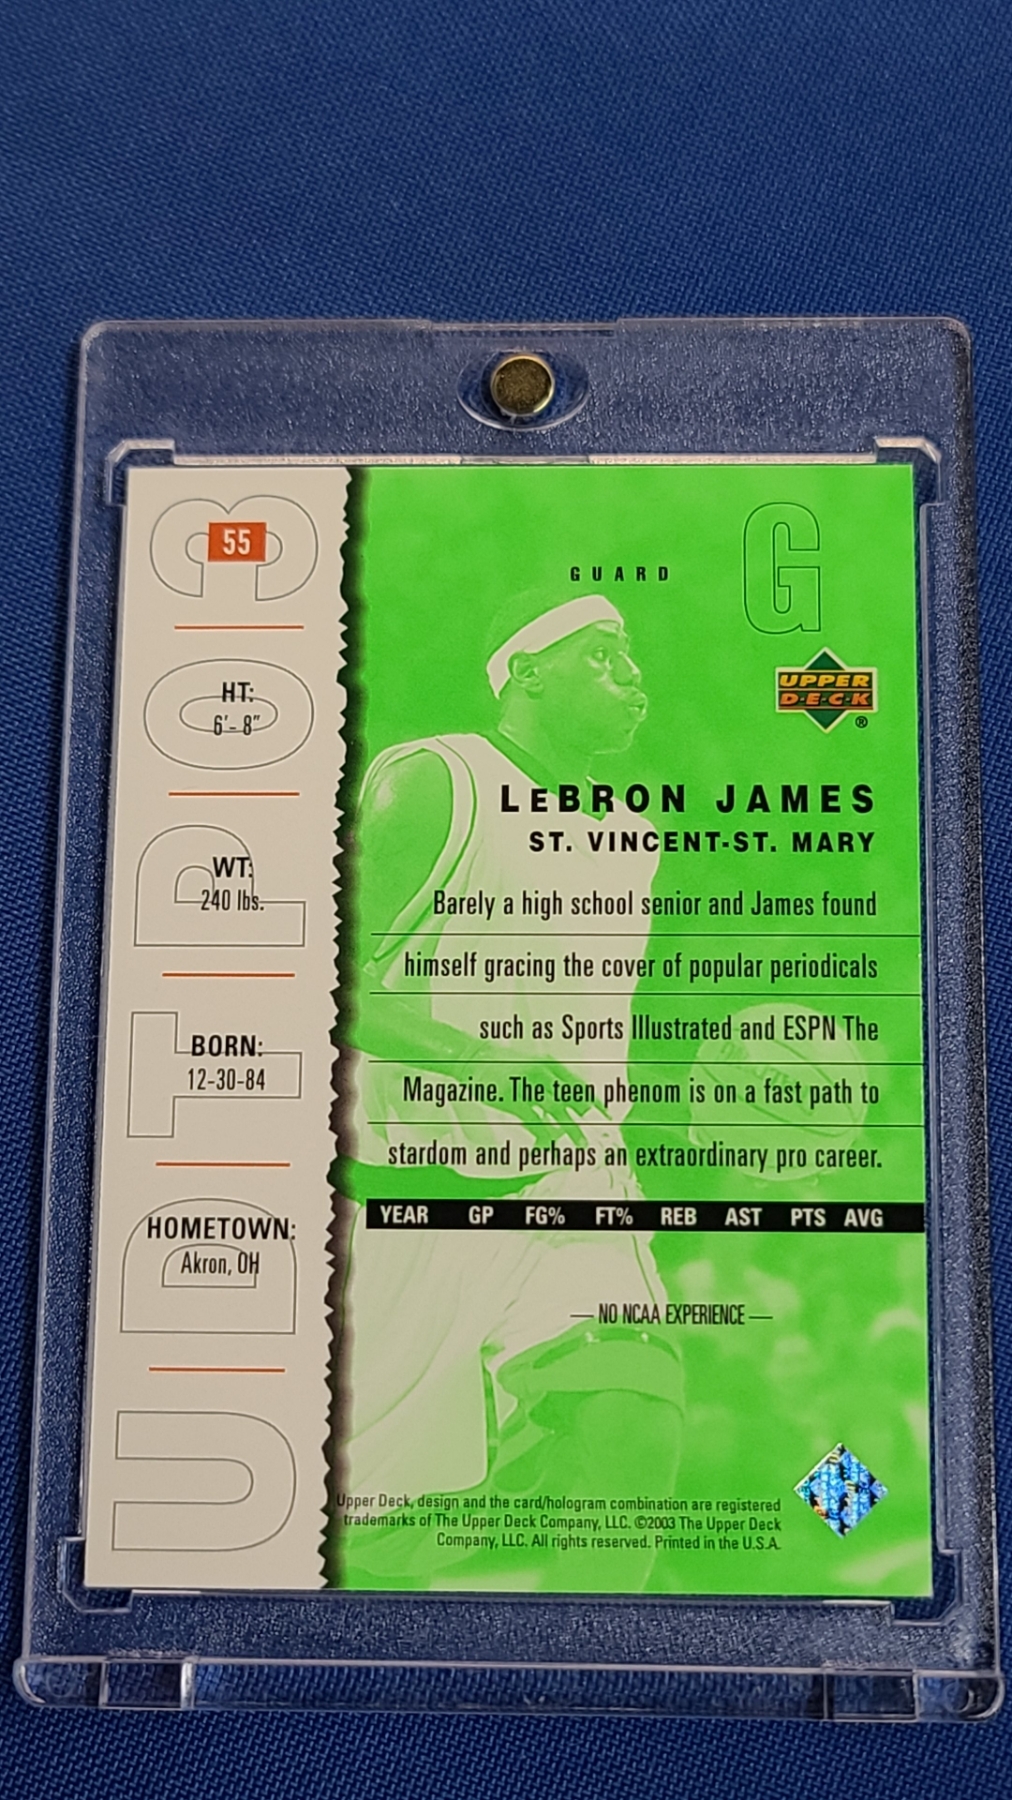 55
HT:
6'- 8"
WT:
240 lbs.
BORN:
12-30-84
HOMETOWN:
Akron, OH
UD TIP 03
GUARD
G
UPPER
D·E·C·K
®
LEBRON JAMES
ST. VINCENT-ST. MARY
Barely a high school senior and James found
himself gracing the cover of popular periodicals
such as Sports Illustrated and ESPN The
Magazine. The teen phenom is on a fast path to
stardom and perhaps an extraordinary pro career.
YEAR GP FG% FT% REB AST PTS AVG
— NO NCAA EXPERIENCE —
Upper Deck, design and the card/hologram combination are registered
trademarks of The Upper Deck Company, LLC. ©2003 The Upper Deck
Company, LLC. All rights reserved. Printed in the U.S.A.